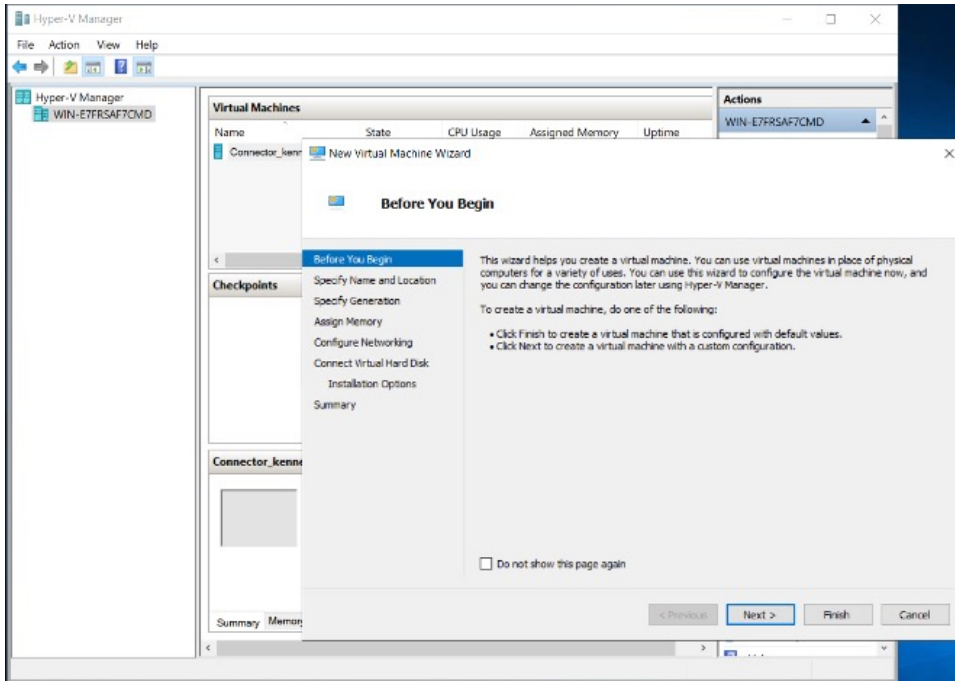 Hyper-V Manager
File Action View Help
Hyper-V Manager
WIN-E7FRSAF7CMD
Virtual Machines
Name State CPU Usage Assigned Memory Uptime
Connector_kenn
Actions
WIN-E7FRSAF7CMD
New Virtual Machine Wizard
Before You Begin
Before You Begin
Specify Name and Location
Specify Generation
Assign Memory
Configure Networking
Connect Virtual Hard Disk
Installation Options
Summary
This wizard helps you create a virtual machine. You can use virtual machines in place of physical
computers for a variety of uses. You can use this wizard to configure the virtual machine now, and
you can change the configuration later using Hyper-V Manager.
To create a virtual machine, do one of the following:
• Click Finish to create a virtual machine that is configured with default values.
• Click Next to create a virtual machine with a custom configuration.
Do not show this page again
< Previous Next > Finish Cancel
Checkpoints
Connector_kenne
Summary Memory